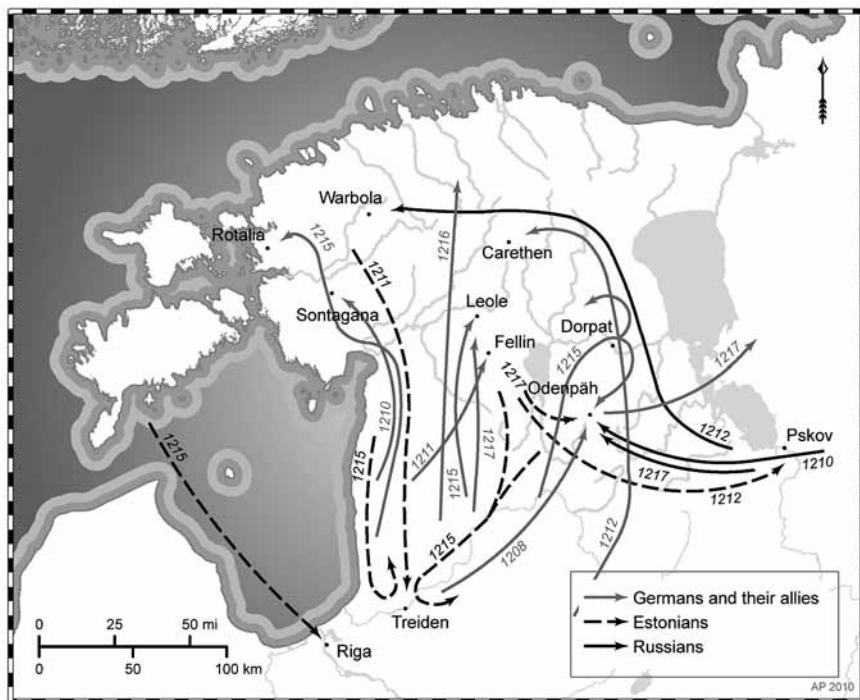 Warbola
Rotalia
1215
1216
Carethen
1211
Sontagana
Leole
Dorpat
Fellin
1215
1217
1217
Odenpäh
1210
1212
Pskov
1215
1215
1211
1215
1217
1217
1210
1212
1215
1208
1212
Germans and their allies
Estonians
Russians
Treiden
Riga
0 25 50 mi
0 50 100 km
AP 2010